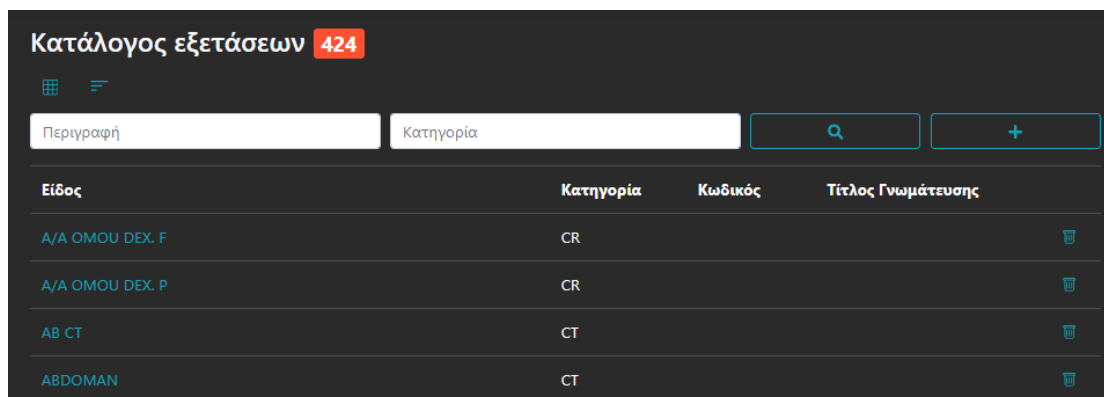 Κατάλογος εξετάσεων 424
Περιγραφή Κατηγορία
Είδος Κατηγορία Κωδικός Τίτλος Γνωμάτευσης
A/A OMOU DEX. F CR
A/A OMOU DEX. P CR
AB CT CT
ABDOMAN CT